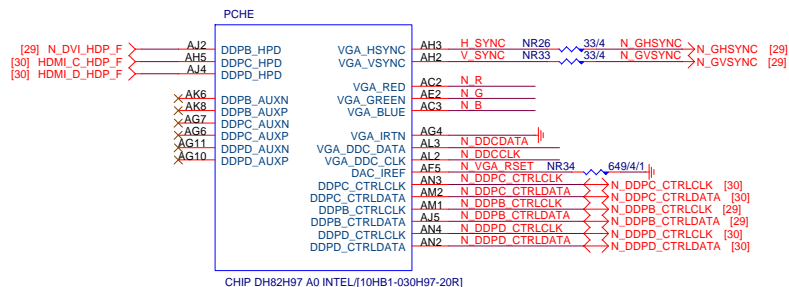 PCHE
[29] N_DVI_HDP_F AJ2 DDPB_HPD VGA_HSYNC AH3 H_SYNC NR26 33/4 N_GHSYNC N_GHSYNC [29]
[30] HDMI_C_HDP_F AH5 DDPC_HPD VGA_VSYNC AH2 V_SYNC NR33 33/4 N_GVSYNC N_GVSYNC [29]
[30] HDMI_D_HDP_F AJ4 DDPD_HPD
VGA_RED AC2 N_R
AK6 DDPB_AUXN VGA_GREEN AE2 N_G
AK8 DDPB_AUXP VGA_BLUE AC3 N_B
AG7 DDPC_AUXN
AG6 DDPC_AUXP VGA_IRTN AG4
AG11 DDPD_AUXN VGA_DDC_DATA AL3 N_DDCDATA
AG10 DDPD_AUXP VGA_DDC_CLK AL2 N_DDCCLK
DAC_IREF AF5 N_VGA_RSET NR34 649/4/1
DDPC_CTRLCLK AN3 N_DDPC_CTRLCLK N_DDPC_CTRLCLK [30]
DDPC_CTRLDATA AM2 N_DDPC_CTRLDATA N_DDPC_CTRLDATA [30]
DDPB_CTRLCLK AM1 N_DDPB_CTRLCLK N_DDPB_CTRLCLK [29]
DDPB_CTRLDATA AJ5 N_DDPB_CTRLDATA N_DDPB_CTRLDATA [29]
DDPD_CTRLCLK AN4 N_DDPD_CTRLCLK N_DDPD_CTRLCLK [30]
DDPD_CTRLDATA AN2 N_DDPD_CTRLDATA N_DDPD_CTRLDATA [30]
CHIP DH82H97 A0 INTEL/[10HB1-030H97-20R]